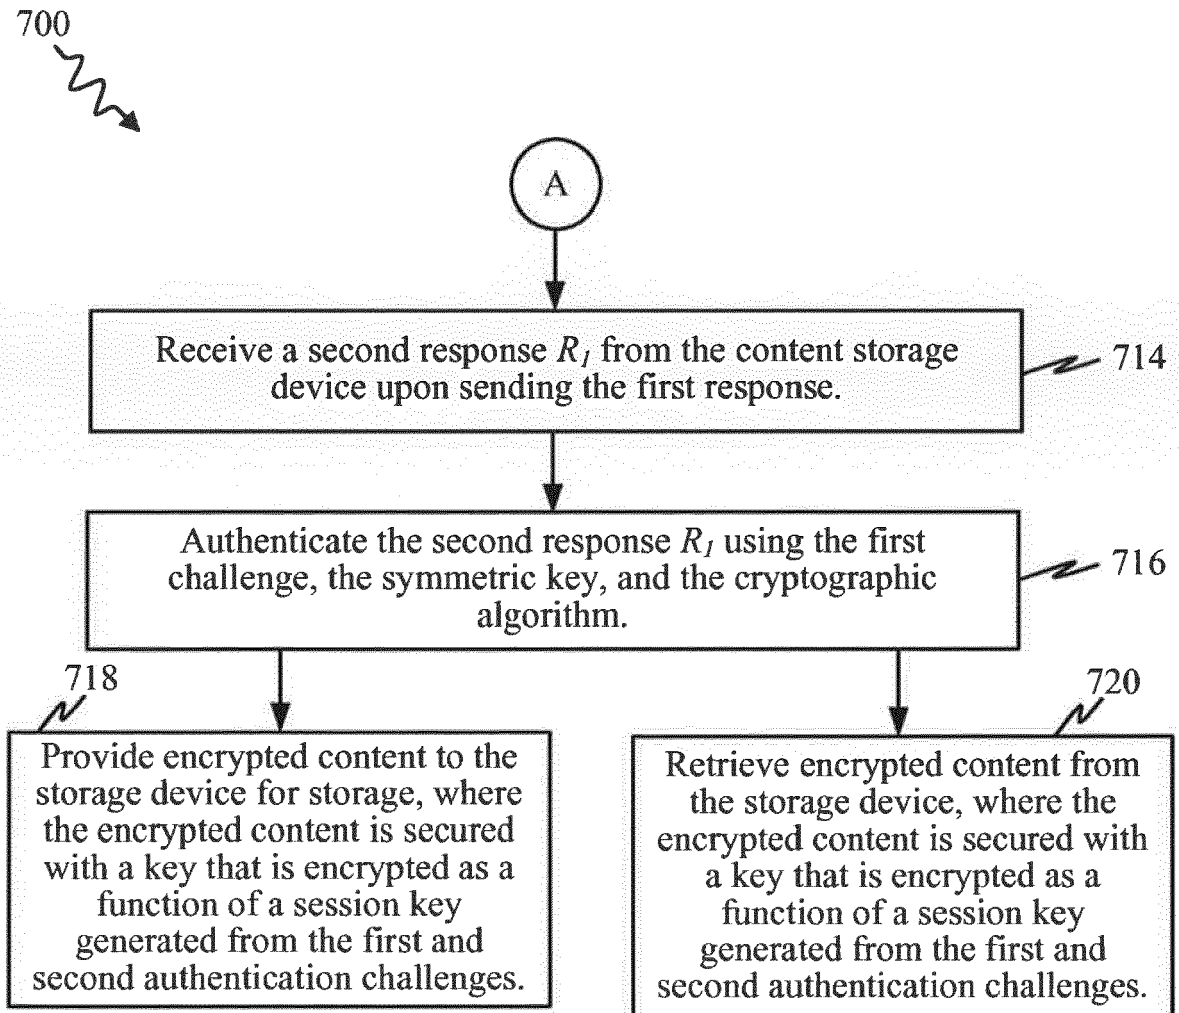 700
A
Receive a second response R1 from the content storage
device upon sending the first response.
714
Authenticate the second response R1 using the first
challenge, the symmetric key, and the cryptographic
algorithm.
716
718
Provide encrypted content to the
storage device for storage, where
the encrypted content is secured
with a key that is encrypted as a
function of a session key
generated from the first and
second authentication challenges.
720
Retrieve encrypted content from
the storage device, where the
encrypted content is secured with
a key that is encrypted as a
function of a session key
generated from the first and
second authentication challenges.